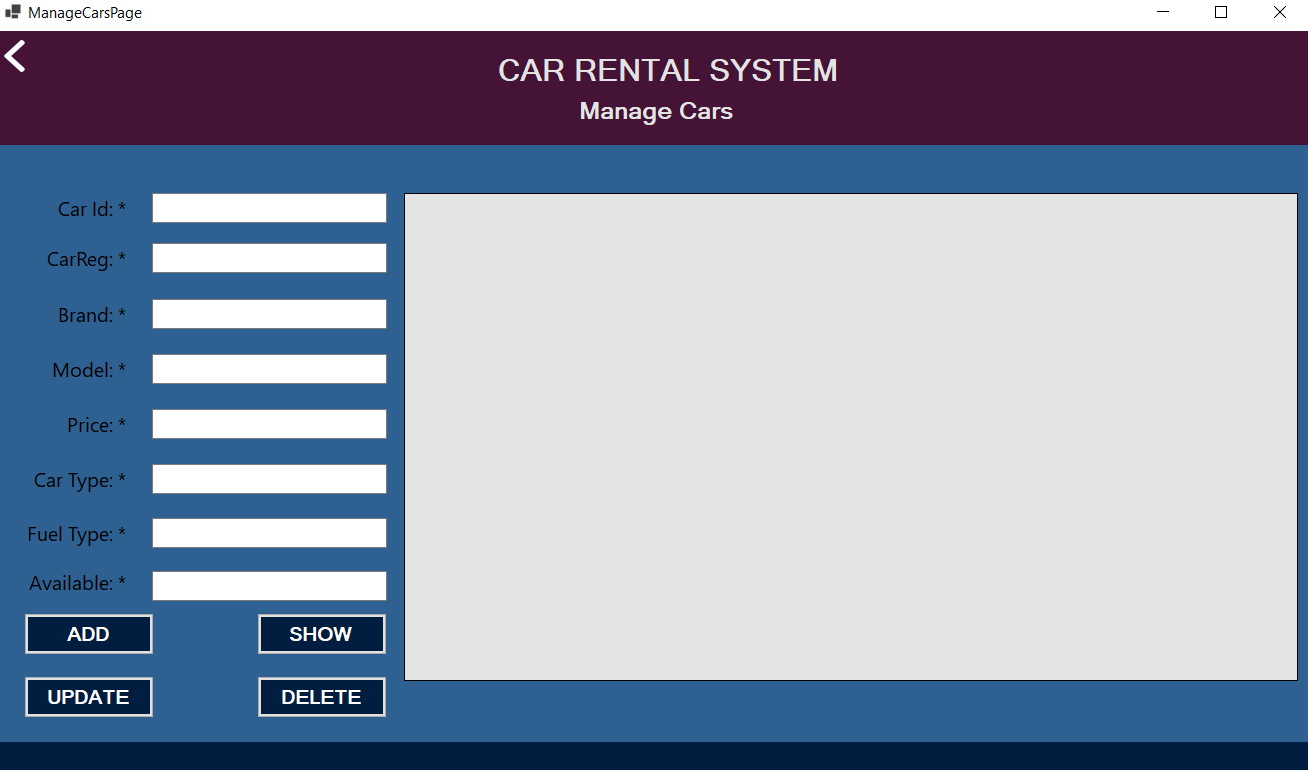 ManageCarsPage
CAR RENTAL SYSTEM
Manage Cars
Car Id: *
CarReg: *
Brand: *
Model: *
Price: *
Car Type: *
Fuel Type: *
Available: *
ADD SHOW
UPDATE DELETE